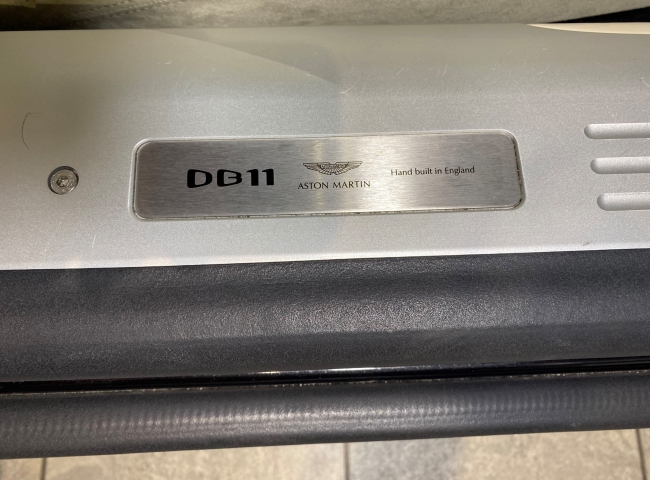 DB11
ASTON MARTIN
Hand built in England